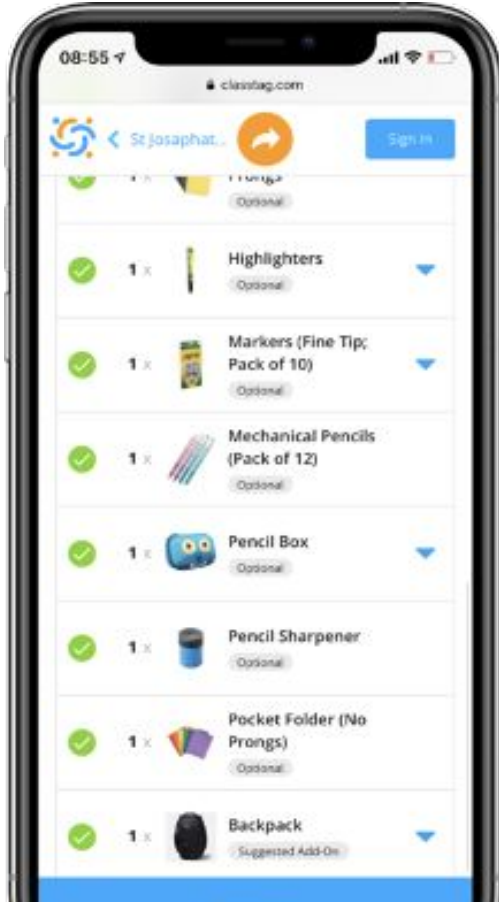 08:55
classtag.com
St Josaphat...
Sign In
1 x
Prongs
Optional
1 x
Highlighters
Optional
1 x
Markers (Fine Tip;
Pack of 10)
Optional
1 x
Mechanical Pencils
(Pack of 12)
Optional
1 x
Pencil Box
Optional
1 x
Pencil Sharpener
Optional
1 x
Pocket Folder (No
Prongs)
Optional
1 x
Backpack
Suggested Add-On